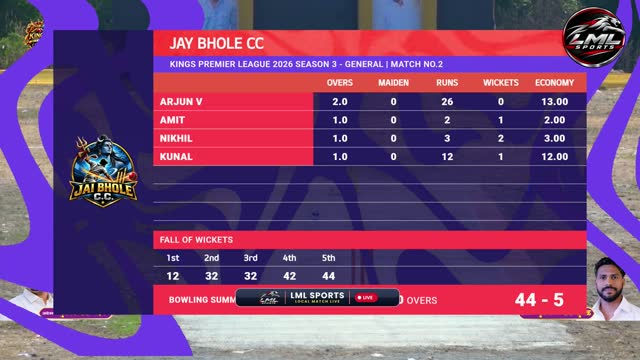 JAY BHOLE CC
LML
SPORTS
KINGS PREMIER LEAGUE 2026 SEASON 3 - GENERAL | MATCH NO.2
OVERS MAIDEN RUNS WICKETS ECONOMY
ARJUN V 2.0 0 26 0 13.00
AMIT 1.0 0 2 1 2.00
NIKHIL 1.0 0 3 2 3.00
KUNAL 1.0 0 12 1 12.00
JAI BHOLE
C.C.
FALL OF WICKETS
1st 2nd 3rd 4th 5th
12 32 32 42 44
BOWLING SUMM
LML
LML SPORTS
LOCAL MATCH LIVE
LIVE
0 OVERS
44 - 5